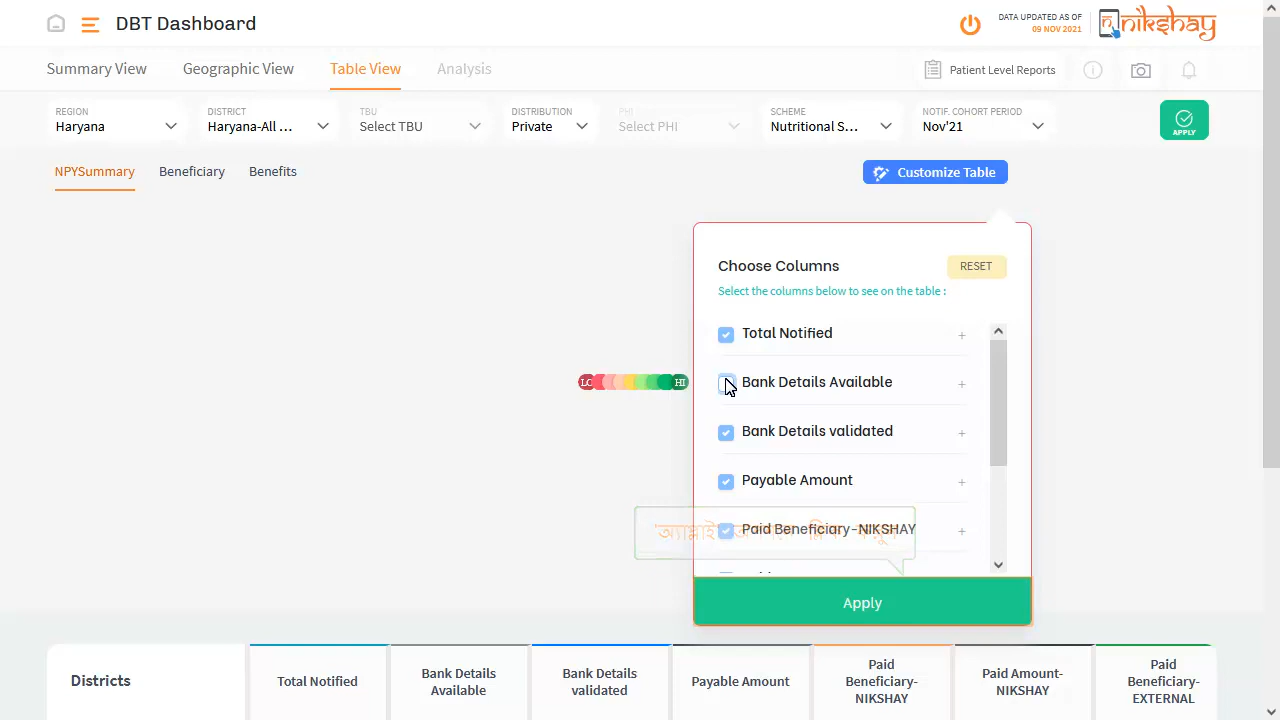 DBT Dashboard
DATA UPDATED AS OF
09 NOV 2021
nनिkshay
Summary View
Geographic View
Table View
Analysis
Patient Level Reports
REGION
Haryana
DISTRICT
Haryana-All ...
TBU
Select TBU
DISTRIBUTION
Private
PHI
Select PHI
SCHEME
Nutritional S...
NOTIF. COHORT PERIOD
Nov'21
APPLY
NPYSummary
Beneficiary
Benefits
Customize Table
Choose Columns
RESET
Select the columns below to see on the table :
Total Notified
+
LO
HI
Bank Details Available
+
Bank Details validated
+
Payable Amount
+
Paid Beneficiary-NIKSHAY
+
Apply
Districts
Total Notified
Bank Details
Available
Bank Details
validated
Payable Amount
Paid
Beneficiary-
NIKSHAY
Paid Amount-
NIKSHAY
Paid
Beneficiary-
EXTERNAL